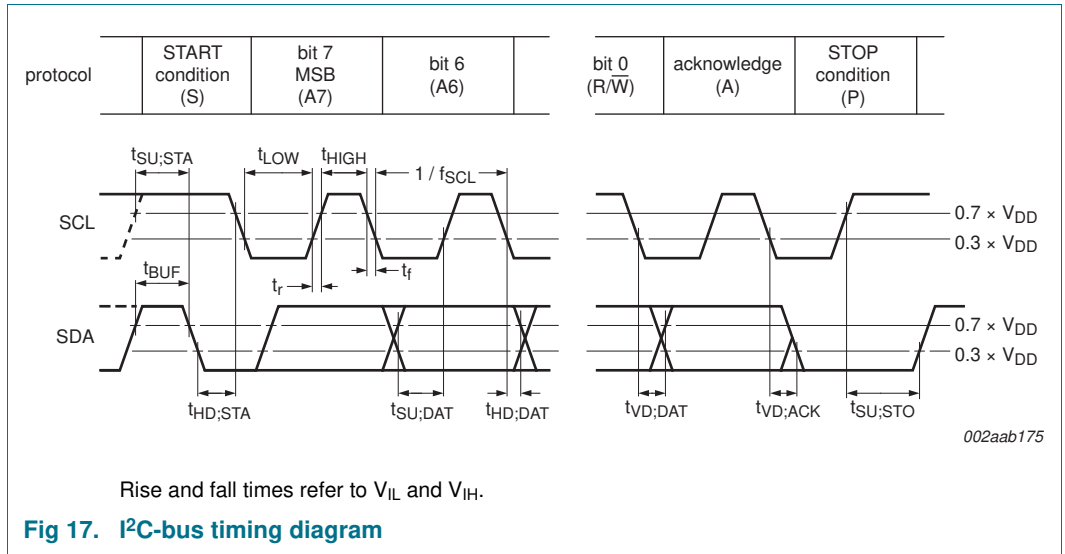 protocol
START
condition
(S)
bit 7
MSB
(A7)
bit 6
(A6)
bit 0
(R/W̅)
acknowledge
(A)
STOP
condition
(P)
tSU;STA
tLOW
tHIGH
1 / fSCL
SCL
0.7 × VDD
0.3 × VDD
tBUF
tr
tf
SDA
0.7 × VDD
0.3 × VDD
tHD;STA
tSU;DAT
tHD;DAT
tVD;DAT
tVD;ACK
tSU;STO
002aab175
Rise and fall times refer to VIL and VIH.
Fig 17. I²C-bus timing diagram